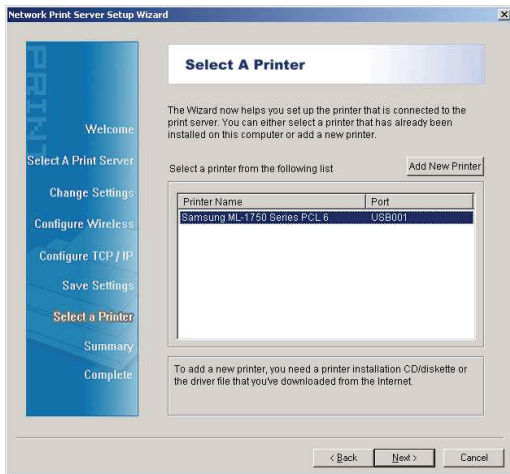 Network Print Server Setup Wizard
PRINT
Welcome
Select A Print Server
Change Settings
Configure Wireless
Configure TCP / IP
Save Settings
Select a Printer
Summary
Complete
Select A Printer
The Wizard now helps you set up the printer that is connected to the
print server. You can either select a printer that has already been
installed on this computer or add a new printer.
Select a printer from the following list
Add New Printer
Printer Name Port
Samsung ML-1750 Series PCL 6 USB001
To add a new printer, you need a printer installation CD/diskette or
the driver file that you've downloaded from the Internet.
< Back Next > Cancel